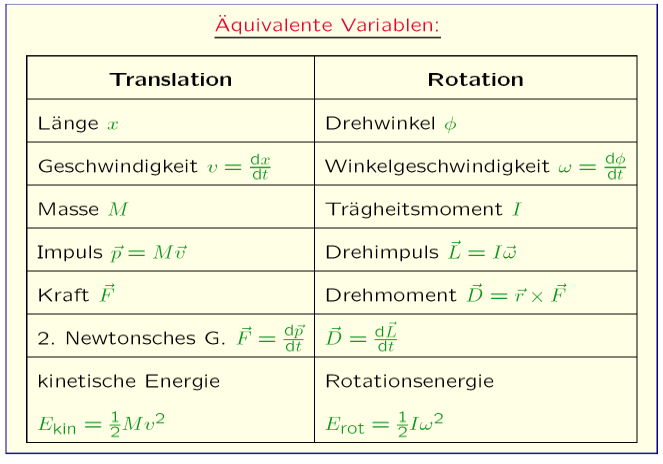 Äquivalente Variablen:
Translation Rotation
Länge x Drehwinkel ϕ
Geschwindigkeit v = dx/dt Winkelgeschwindigkeit ω = dϕ/dt
Masse M Trägheitsmoment I
Impuls p⃗ = Mv⃗ Drehimpuls L⃗ = Iω⃗
Kraft F⃗ Drehmoment D⃗ = r⃗ × F⃗
2. Newtonsches G. F⃗ = dp⃗/dt D⃗ = dL⃗/dt
kinetische Energie Rotationsenergie
E_kin = ½Mv² E_rot = ½Iω²